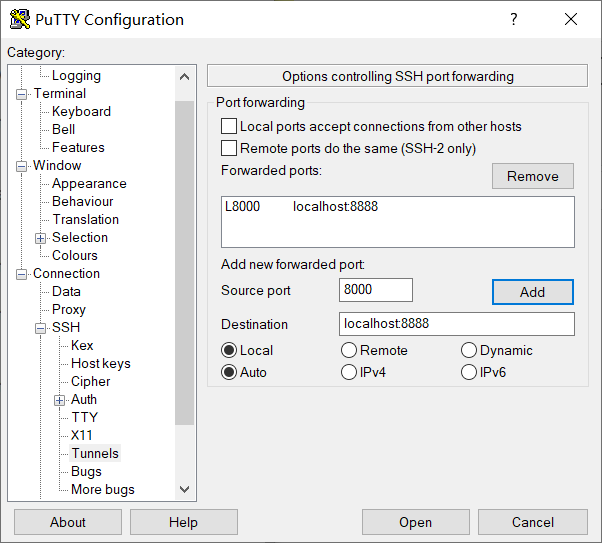 PuTTY Configuration
Category:
Logging
Terminal
Keyboard
Bell
Features
Window
Appearance
Behaviour
Translation
Selection
Colours
Connection
Data
Proxy
SSH
Kex
Host keys
Cipher
Auth
TTY
X11
Tunnels
Bugs
More bugs
Options controlling SSH port forwarding
Port forwarding
Local ports accept connections from other hosts
Remote ports do the same (SSH-2 only)
Forwarded ports:
Remove
L8000 localhost:8888
Add new forwarded port:
Source port 8000 Add
Destination localhost:8888
Local Remote Dynamic
Auto IPv4 IPv6
About Help Open Cancel